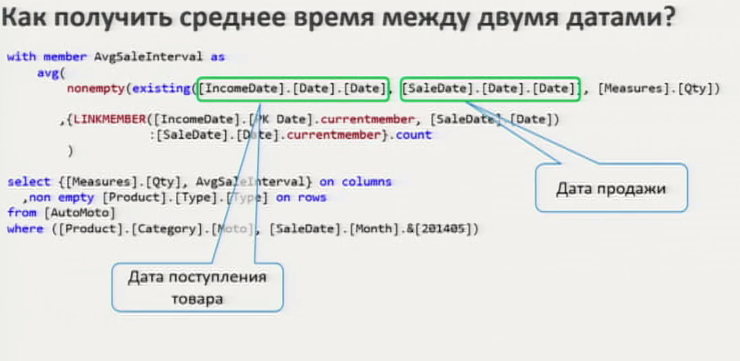 Как получить среднее время между двумя датами?
with member AvgSaleInterval as
avg(
nonempty(existing([IncomeDate].[Date].[Date], [SaleDate].[Date].[Date]), [Measures].[Qty])
,{LINKMEMBER([IncomeDate].[PK Date].currentmember, [SaleDate].[Date])
:[SaleDate].[Date].currentmember}.count
)
select {[Measures].[Qty], AvgSaleInterval} on columns
,non empty [Product].[Type].[Type] on rows
from [AutoMoto]
where ([Product].[Category].[Moto], [SaleDate].[Month].&[201405])
Дата продажи
Дата поступления
товара